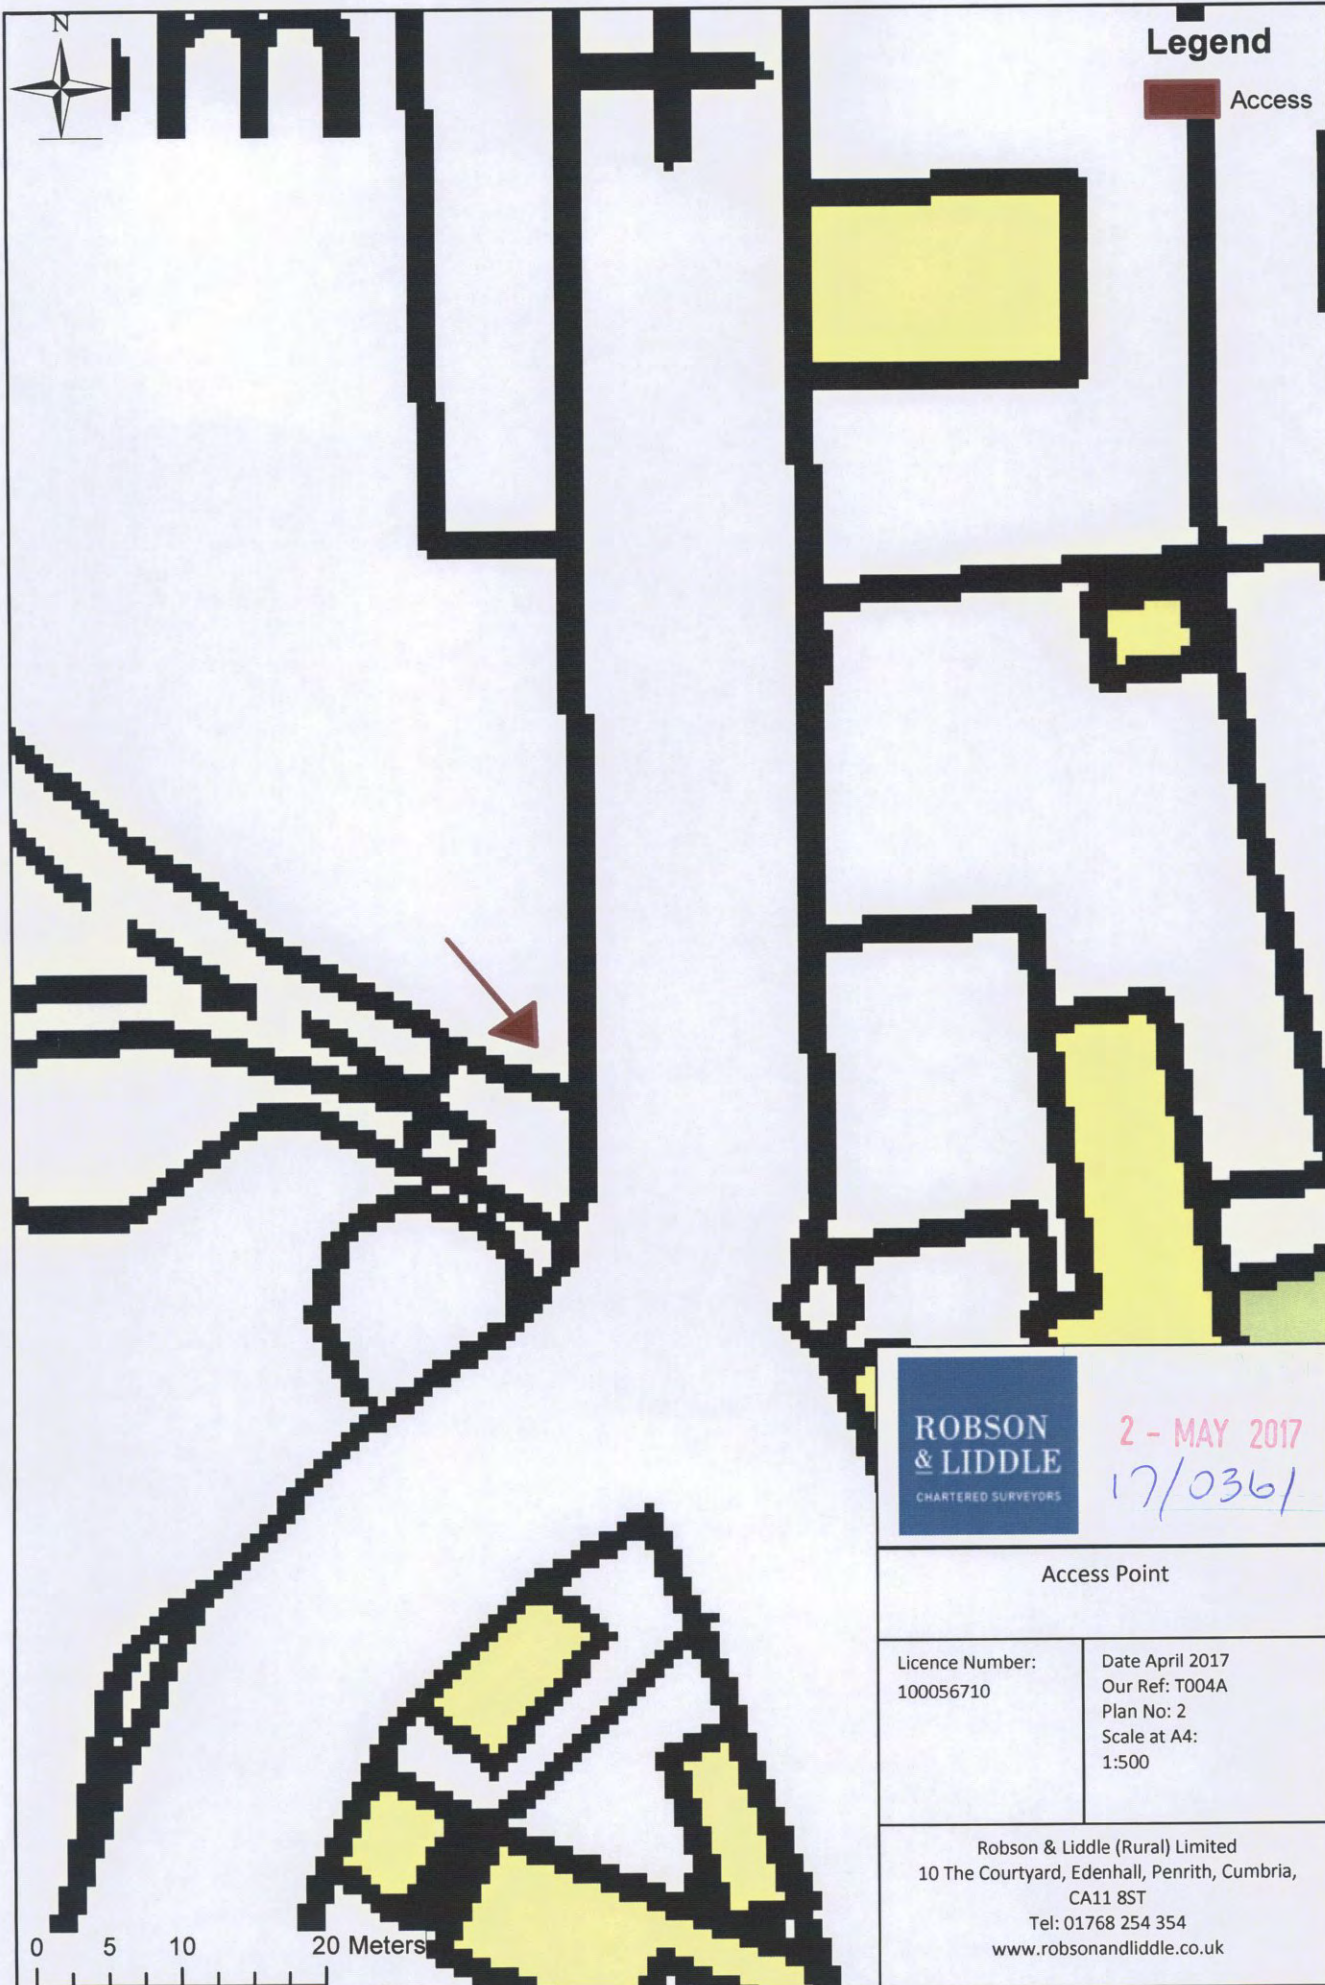 N
Legend
Access
ROBSON
& LIDDLE
CHARTERED SURVEYORS
2 - MAY 2017
17/0361
Access Point
Licence Number:
100056710
Date April 2017
Our Ref: T004A
Plan No: 2
Scale at A4:
1:500
Robson & Liddle (Rural) Limited
10 The Courtyard, Edenhall, Penrith, Cumbria,
CA11 8ST
Tel: 01768 254 354
www.robsonandliddle.co.uk
0 5 10 20 Meters